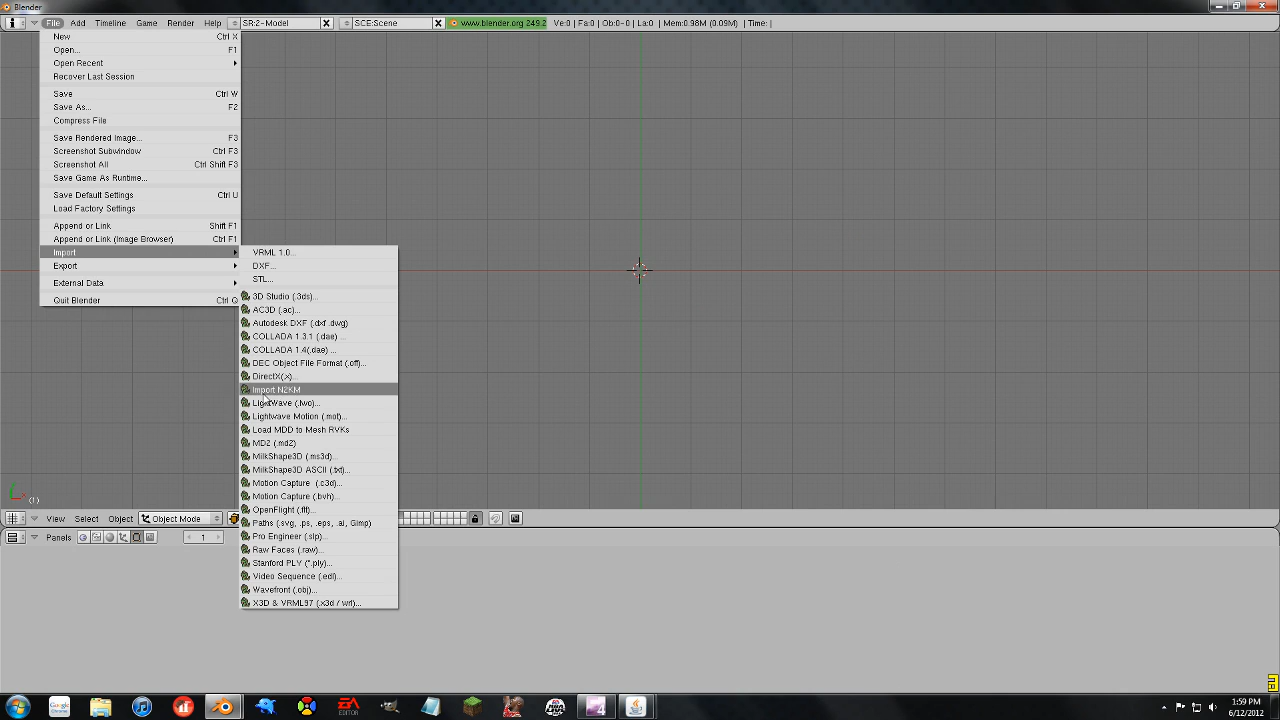 Blender
File Add Timeline Game Render Help SR:2-Model SCE:Scene www.blender.org 249.2 Ve:0 | Fa:0 | Ob:0-0 | La:0 | Mem:0.98M (0.09M) | Time: |
New Ctrl X
Open... F1
Open Recent
Recover Last Session
Save Ctrl W
Save As... F2
Compress File
Save Rendered Image... F3
Screenshot Subwindow Ctrl F3
Screenshot All Ctrl Shift F3
Save Game As Runtime...
Save Default Settings Ctrl U
Load Factory Settings
Append or Link Shift F1
Append or Link (Image Browser) Ctrl F1
Import
Export
External Data
Quit Blender Ctrl Q
VRML 1.0...
DXF...
STL...
3D Studio (.3ds)...
AC3D (.ac)...
Autodesk DXF (.dxf .dwg)
COLLADA 1.3.1 (.dae) ...
COLLADA 1.4(.dae) ...
DEC Object File Format (.off)...
DirectX(.x)...
Import N2KM
LightWave (.lwo)...
Lightwave Motion (.mot)...
Load MDD to Mesh RVKs
MD2 (.md2)
MilkShape3D (.ms3d)...
MilkShape3D ASCII (.txt)...
Motion Capture (.c3d)...
Motion Capture (.bvh)...
OpenFlight (.flt)...
Paths (.svg, .ps, .eps, .ai, Gimp)
Pro Engineer (.slp)...
Raw Faces (.raw)...
Stanford PLY (*.ply)...
Video Sequence (.edl)...
Wavefront (.obj)...
X3D & VRML97 (.x3d / wrl)...
(1)
View Select Object Object Mode
Panels 1
Google
EA
EDITOR
1:59 PM
6/12/2012